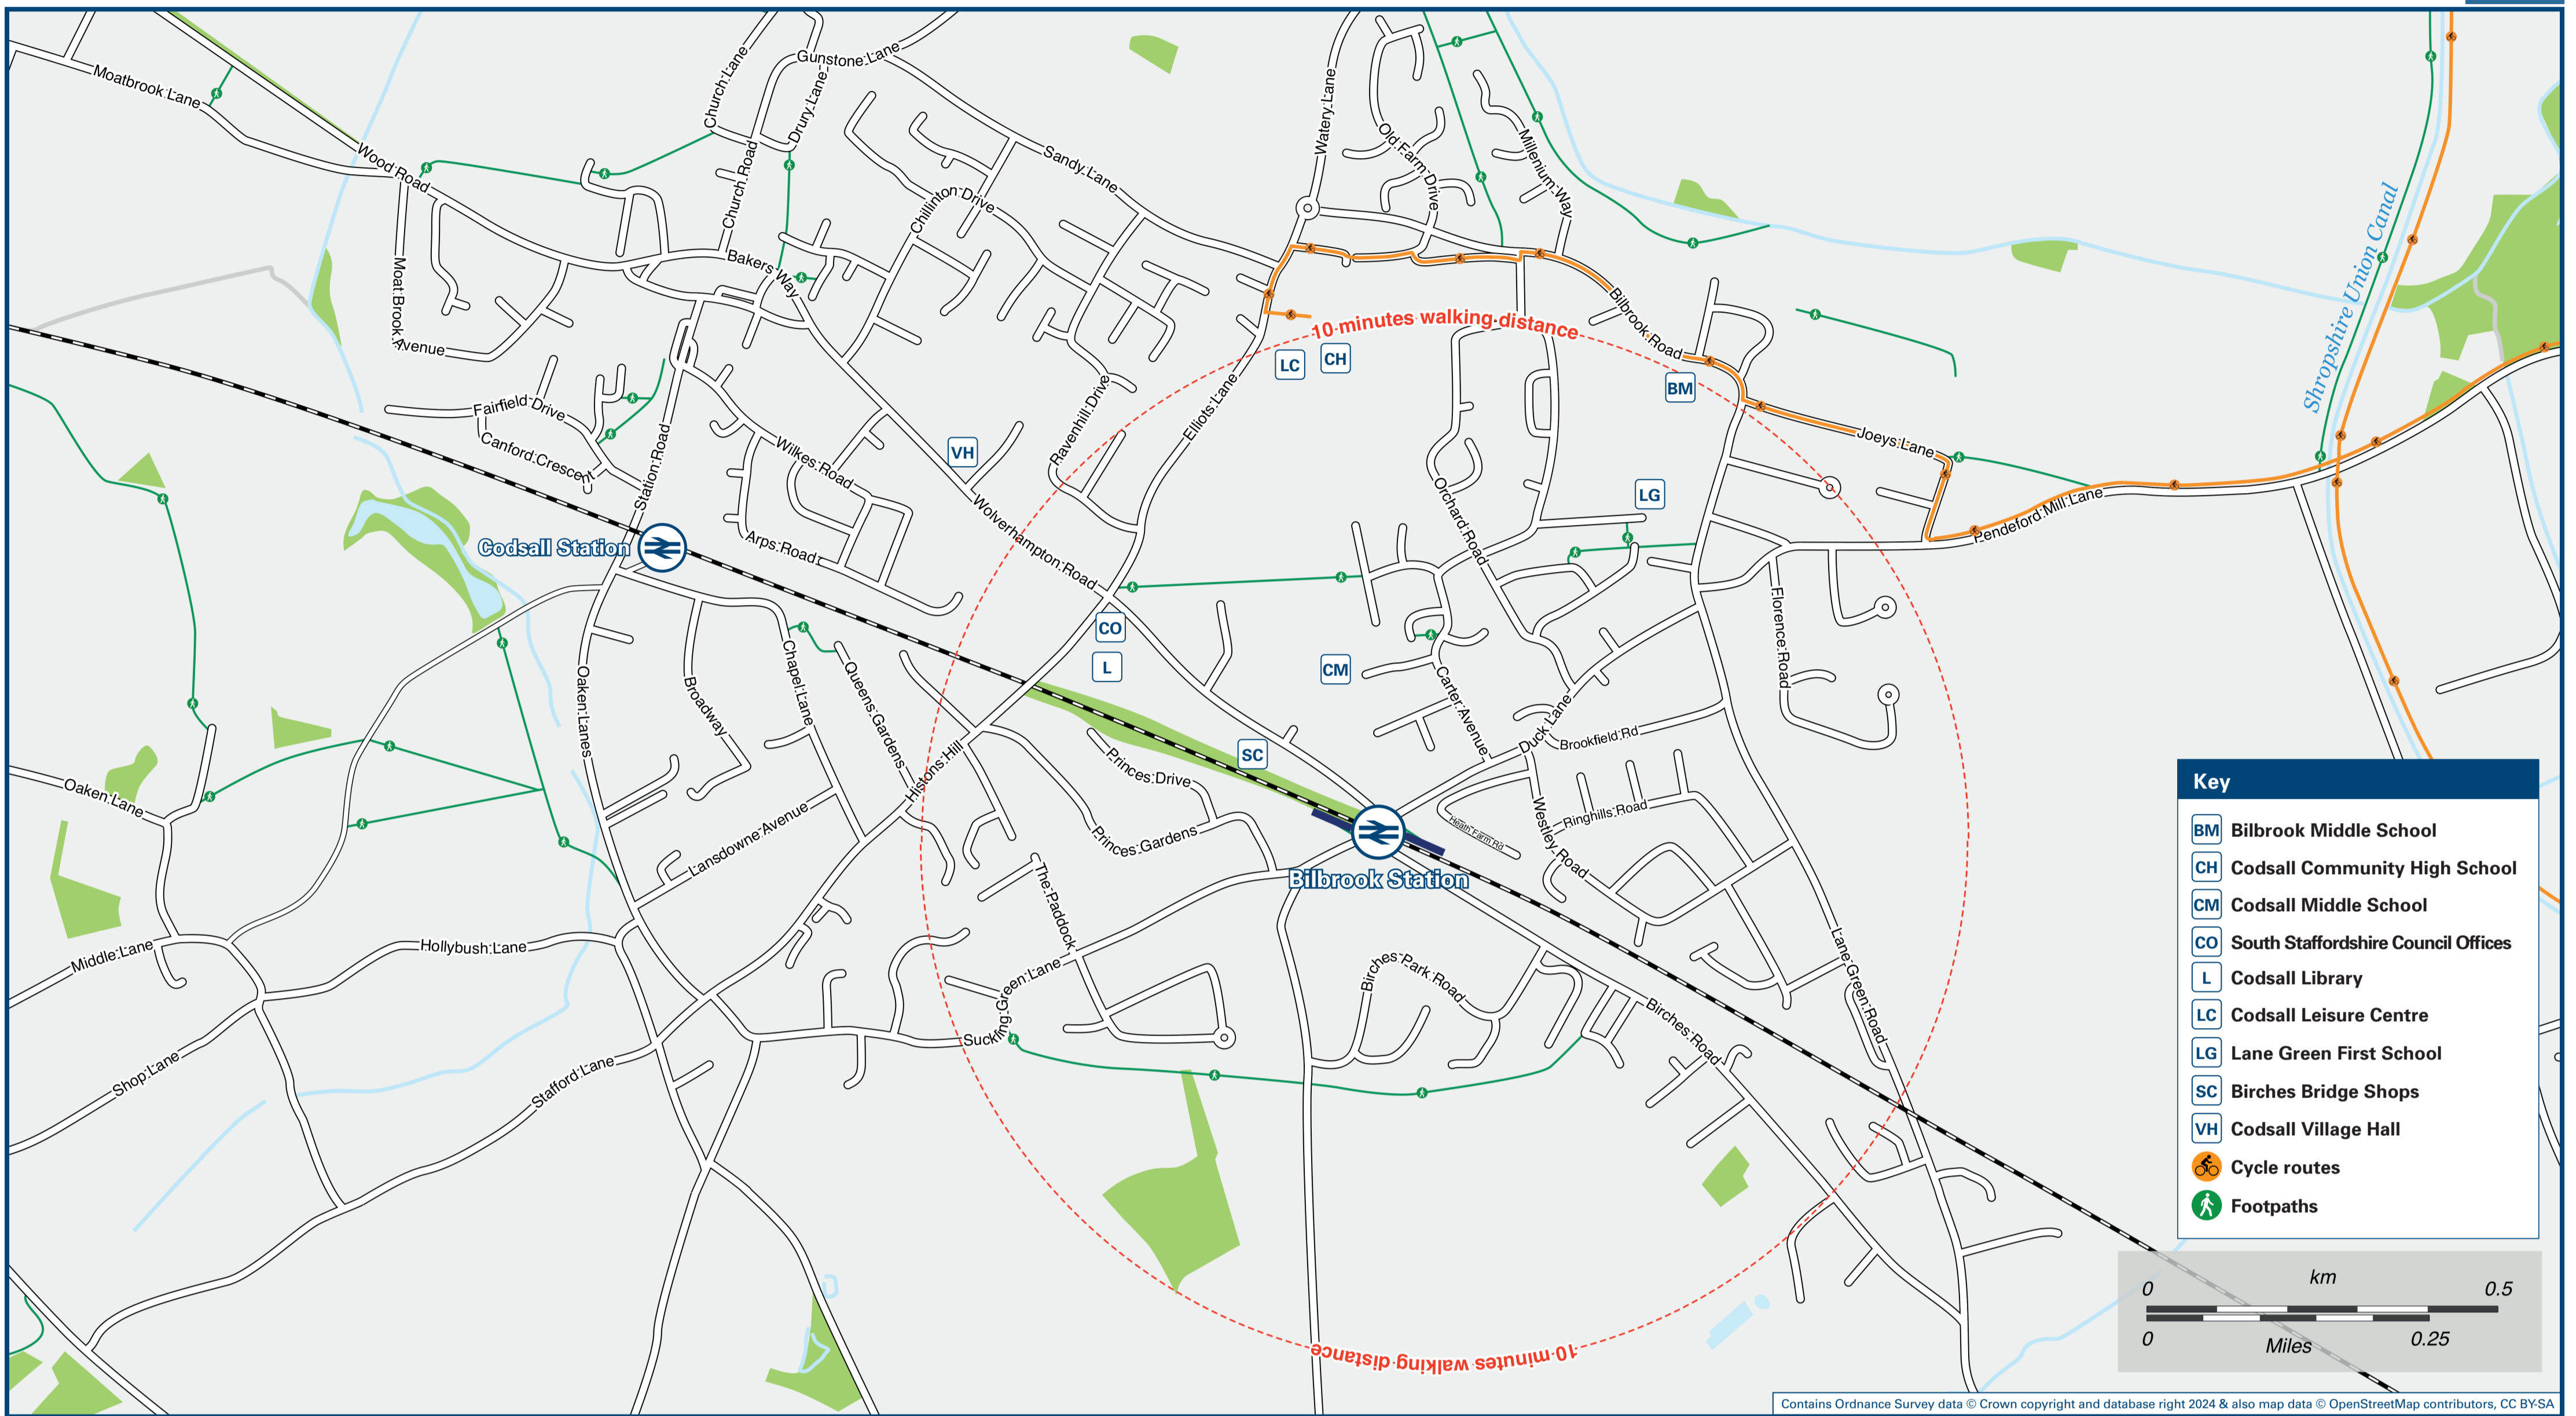 Moatbrook Lane
Wood Road
Church Lane
Gunstone Lane
Drury Lane
Church Road
Sandy Lane
Watery Lane
Old Farm Drive
Millenium Way
Chillington Drive
Bakers Way
Moat Brook
Avenue
Shropshire Union Canal
Bilbrook Road
10 minutes walking distance
LC
CH
BM
Fairfield Drive
Canford Crescent
Station Road
Wilkes Road
VH
Ravenhill Drive
Elliots Lane
Joeys Lane
Orchard Road
LG
Pendeford Mill Lane
Wolverhampton Road
Arps Road
Codsall Station
CO
L
CM
Florence Road
Oaken Lanes
Broadway
Chapel Lane
Queens Gardens
Histons Hill
Carter Avenue
Duck Lane
Brookfield Rd
SC
Princes Drive
Princes Gardens
Oaken Lane
Lansdowne Avenue
Heath Farm Rd
Westley Road
Ringhills Road
Bilbrook Station
The Paddock
Middle Lane
Hollybush Lane
Suckling Green Lane
Birches Park Road
Birches Road
Lane Green Road
Shop Lane
Stafford Lane
10 minutes walking distance
Key
BM Bilbrook Middle School
CH Codsall Community High School
CM Codsall Middle School
CO South Staffordshire Council Offices
L Codsall Library
LC Codsall Leisure Centre
LG Lane Green First School
SC Birches Bridge Shops
VH Codsall Village Hall
Cycle routes
Footpaths
km
0 0.5
0 0.25
Miles
Contains Ordnance Survey data © Crown copyright and database right 2024 & also map data © OpenStreetMap contributors, CC BY-SA